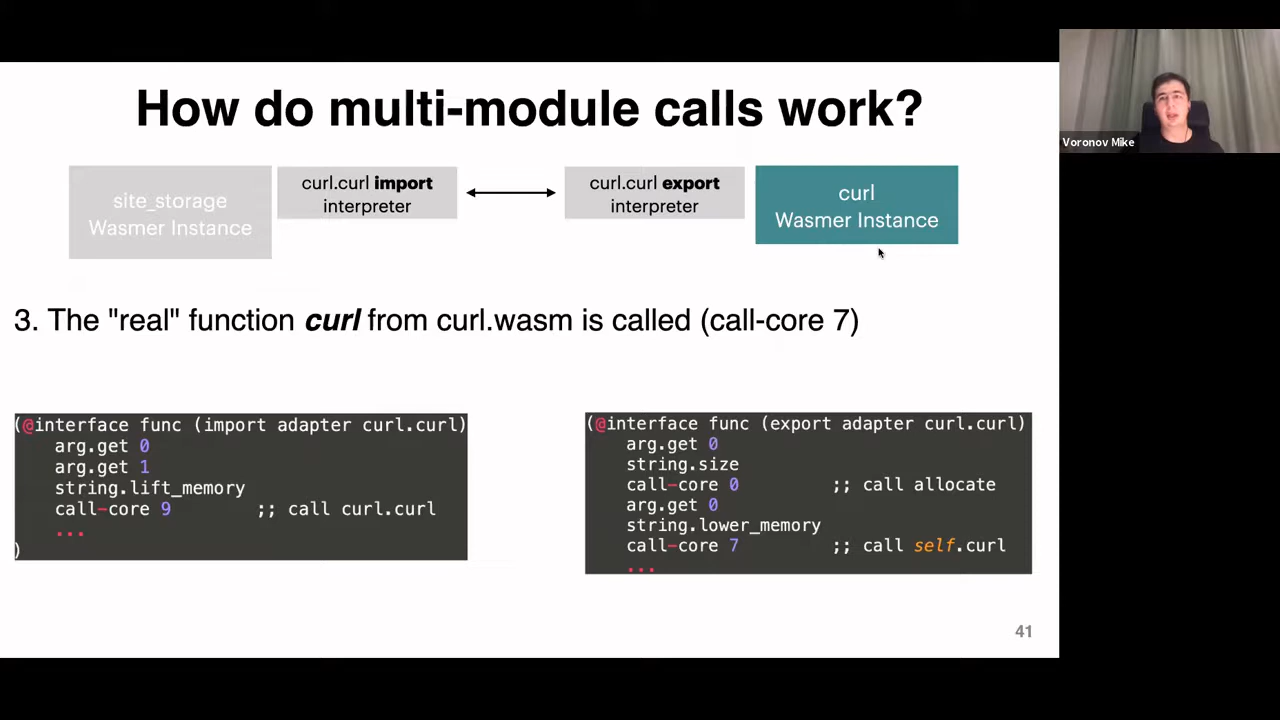 How do multi-module calls work?
site_storage
Wasmer Instance
curl.curl import
interpreter
curl.curl export
interpreter
curl
Wasmer Instance
Voronov Mike
3. The "real" function curl from curl.wasm is called (call-core 7)
(@interface func (import adapter curl.curl)
arg.get 0
arg.get 1
string.lift_memory
call-core 9 ;; call curl.curl
...
)
(@interface func (export adapter curl.curl)
arg.get 0
string.size
call-core 0 ;; call allocate
arg.get 0
string.lower_memory
call-core 7 ;; call self.curl
...
41